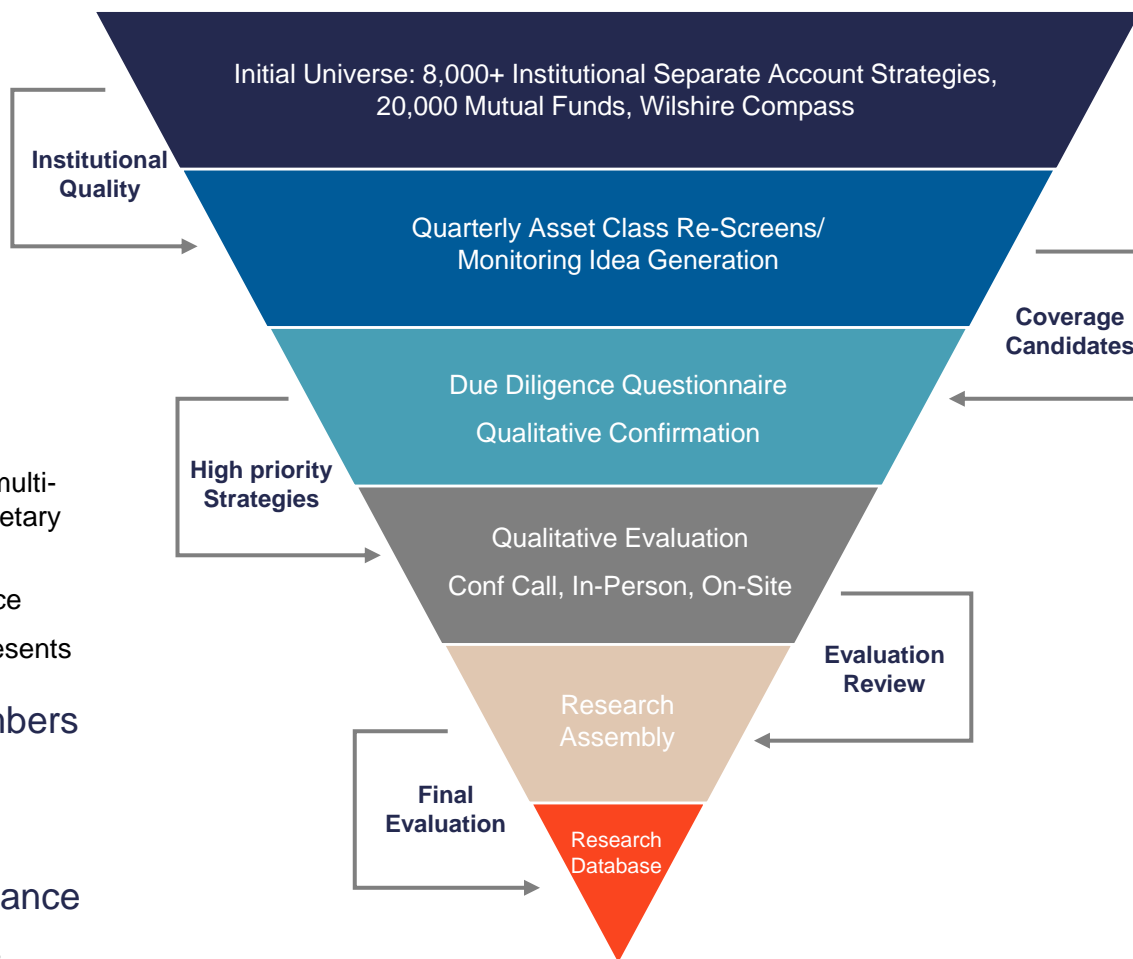 Initial Universe: 8,000+ Institutional Separate Account Strategies,
20,000 Mutual Funds, Wilshire Compass
Institutional
Quality
Quarterly Asset Class Re-Screens/
Monitoring Idea Generation
Coverage
Candidates
Due Diligence Questionnaire
Qualitative Confirmation
High priority
Strategies
Qualitative Evaluation
Conf Call, In-Person, On-Site
Evaluation
Review
Research
Assembly
Final
Evaluation
Research
Database
multi-